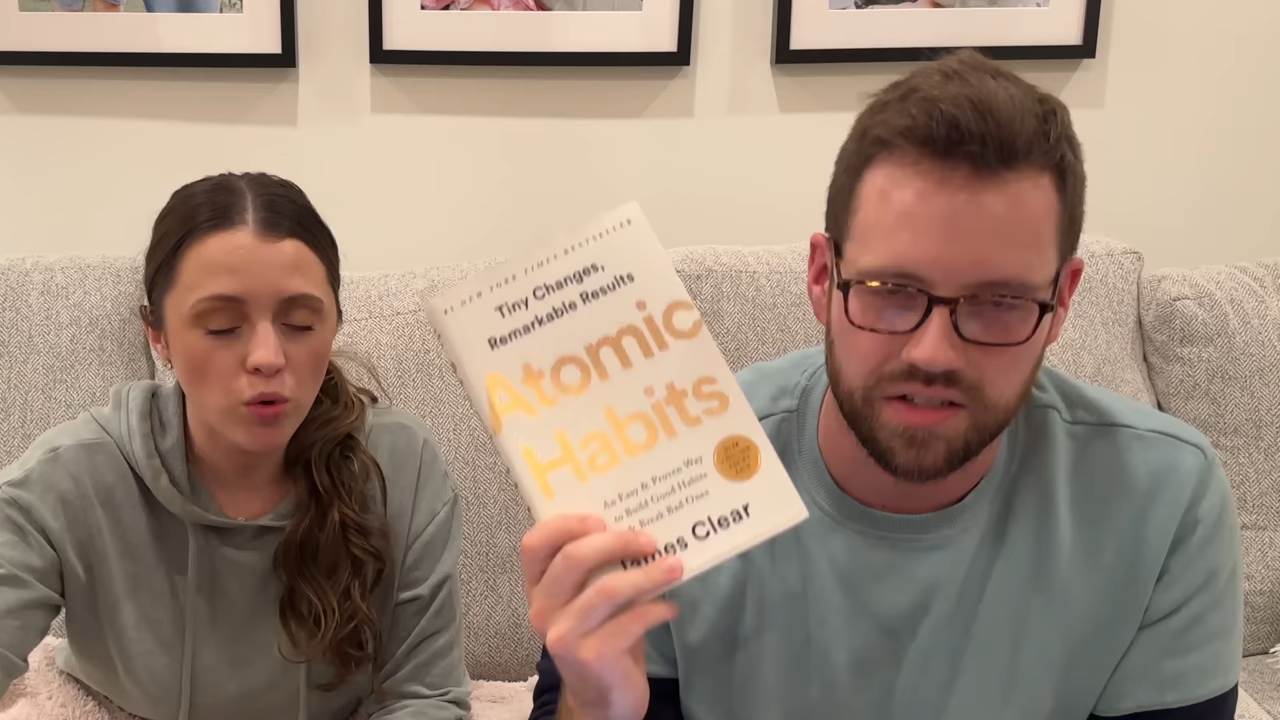 #1 NEW YORK TIMES BESTSELLER
Tiny Changes,
Remarkable Results
Atomic
Habits
An Easy & Proven Way
to Build Good Habits
& Break Bad Ones
James Clear